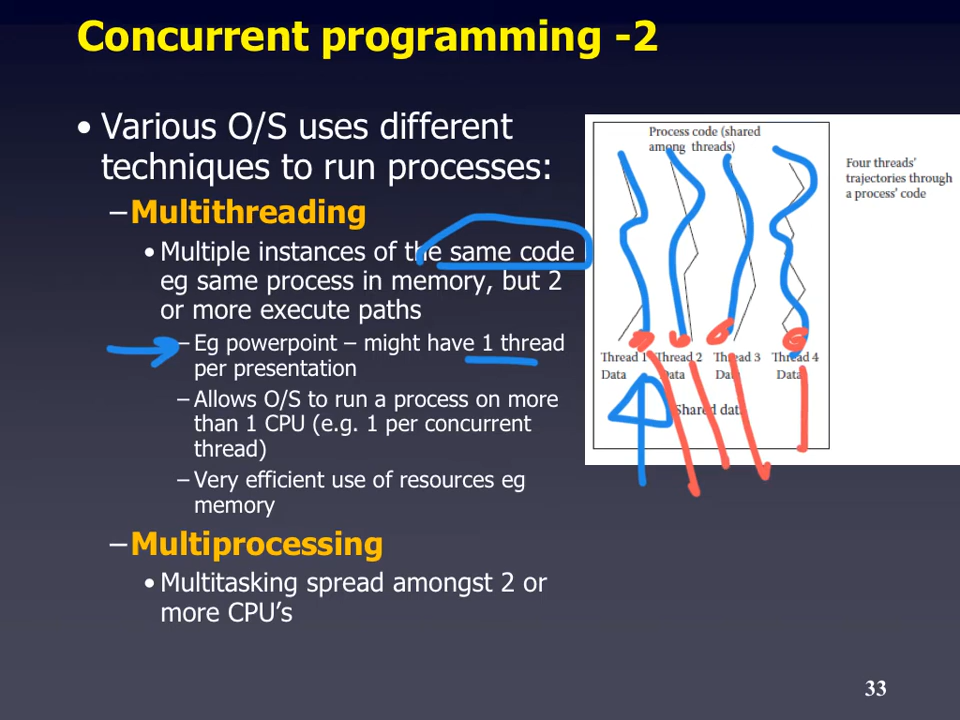 Concurrent programming -2
• Various O/S uses different
techniques to run processes:
–Multithreading
• Multiple instances of the same code
eg same process in memory, but 2
or more execute paths
– Eg powerpoint – might have 1 thread
per presentation
– Allows O/S to run a process on more
than 1 CPU (e.g. 1 per concurrent
thread)
– Very efficient use of resources eg
memory
–Multiprocessing
• Multitasking spread amongst 2 or
more CPU’s
Process code (shared
among threads)
Four threads’
trajectories through
a process’ code
Thread 1 Thread 2 Thread 3 Thread 4
Data Data Data Data
Shared data
33